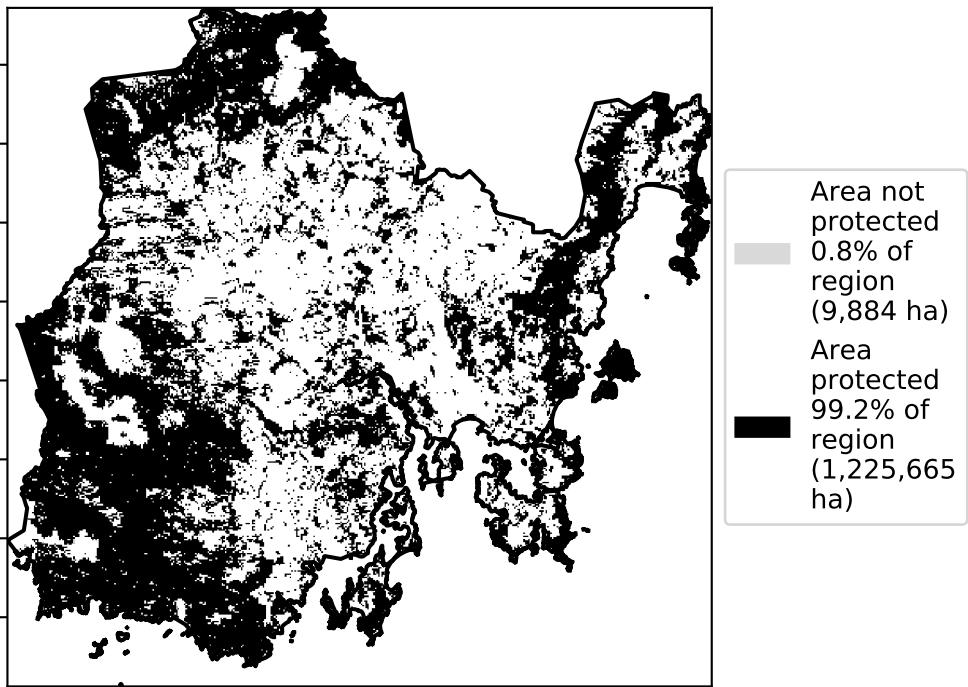 Area not
protected
0.8% of
region
(9,884 ha)
Area
protected
99.2% of
region
(1,225,665
ha)